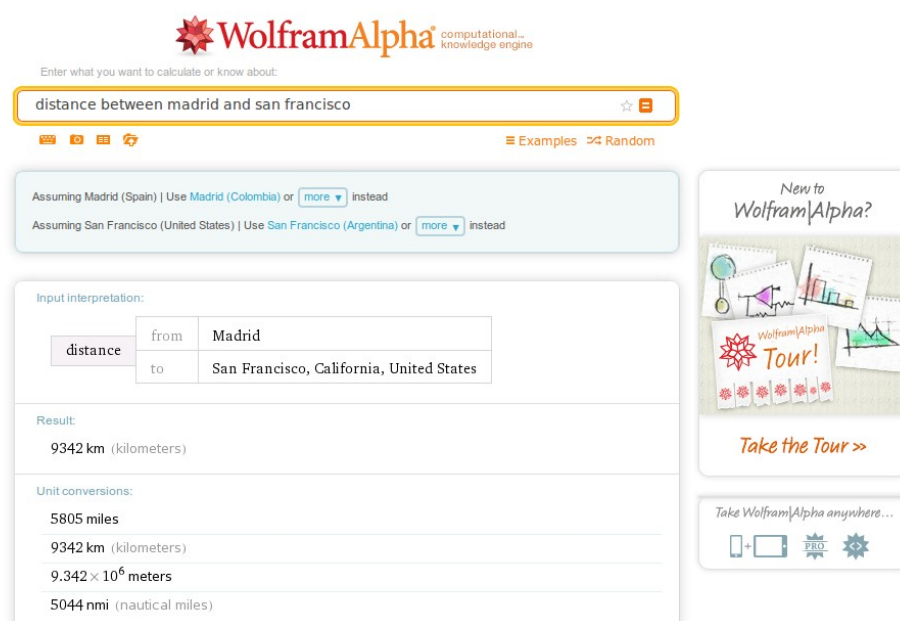 WolframAlpha computational... knowledge engine
Enter what you want to calculate or know about:
distance between madrid and san francisco
Examples Random
Assuming Madrid (Spain) | Use Madrid (Colombia) or more ▼ instead
Assuming San Francisco (United States) | Use San Francisco (Argentina) or more ▼ instead
Input interpretation:
distance
from Madrid
to San Francisco, California, United States
Result:
9342 km (kilometers)
Unit conversions:
5805 miles
9342 km (kilometers)
9.342 × 10⁶ meters
5044 nmi (nautical miles)
New to
Wolfram|Alpha?
Wolfram|Alpha
Tour!
Take the Tour >>
Take Wolfram|Alpha anywhere...
+ PRO <>